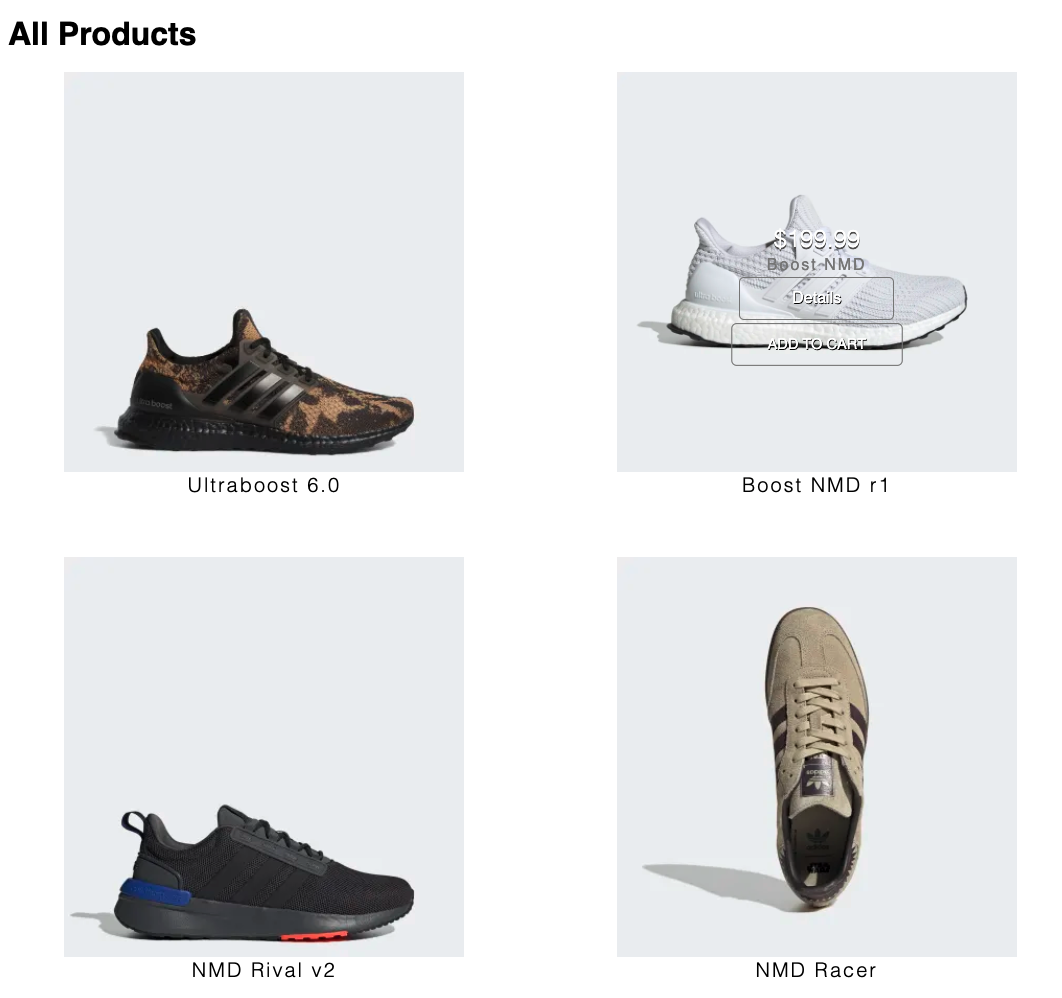 All Products
$199.99
Boost NMD
Details
ADD TO CART
Ultraboost 6.0
Boost NMD r1
adidas
NMD Rival v2
NMD Racer